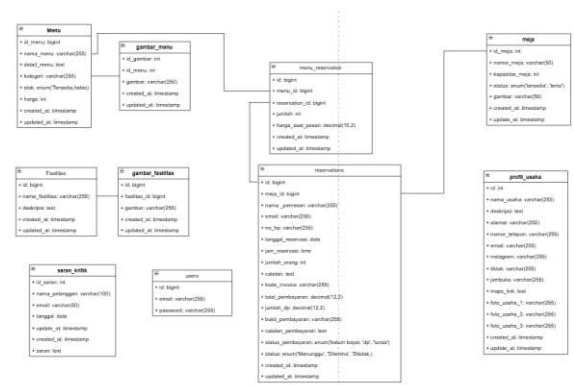 Menu
+ id_menu: bigint
+ nama_menu: varchar(255)
+ detail_menu: text
+ kategori: varchar(255)
+ stok: enum('Tersedia,habis)
+ harga: int
+ created_at: timestamp
+ updated_at: timestamp
gambar_menu
+ id_gambar: int
+ id_menu: int
+ gambar: varchar(255)
+ created_at: timestamp
+ updated_at: timestamp
menu_reservation
+ id: bigint
+ menu_id: bigint
+ reservation_id: bigint
+ jumlah: int
+ harga_saat_pesan: decimal(10,2)
+ created_at: timestamp
+ updated_at: timestamp
meja
+ id_meja: int
+ nomor_meja: varchar(50)
+ kapasitas_meja: int
+ status: enum('tersedia', 'terisi')
+ gambar: varchar(50)
+ created_at: timestamp
+ update_at: timestamp
Fasilitas
+ id: bigint
+ nama_fasilitas: varchar(255)
+ deskripsi: text
+ created_at: timestamp
+ updated_at: timestamp
gambar_fasilitas
+ id: bigint
+ fasilitas_id: bigint
+ gambar: varchar(255)
+ created_at: timestamp
+ updated_at: timestamp
reservations
+ id: bigint
+ meja_id: bigint
+ nama_pemesan: varchar(255)
+ email: varchar(255)
+ no_hp: varchar(255)
+ tanggal_reservasi: date
+ jam_reservasi: time
+ jumlah_orang: int
+ catatan: text
+ kode_invoice: varchar(255)
+ total_pembayaran: decimal(12,2)
+ jumlah_dp: decimal(12,2)
+ bukti_pembayaran: varchar(255)
+ catatan_pembayaran: text
+ status_pembayaran: enum('belum bayar, 'dp', 'lunas')
+ status: enum('Menunggu', 'Diterima', 'Ditolak,)
+ created_at: timestamp
+ updated_at: timestamp
profil_usaha
+ id: int
+ nama_usaha: varchar(255)
+ deskripsi: text
+ alamat: varchar(255)
+ nomor_telepon: varchar(255)
+ email: varchar(255)
+ instagram: varchar(255)
+ tiktok: varchar(255)
+ jambuka: varchar(255)
+ maps_link: text
+ foto_usaha_1: varchar(255)
+ foto_usaha_2: varchar(255)
+ foto_usaha_3: varchar(255)
+ created_at: timestamp
+ update_at: timestamp
saran_kritik
+ id_saran: int
+ nama_pelanggan: varchar(100)
+ email: varchar(50)
+ tanggal: date
+ update_at: timestamp
+ created_at: timestamp
+ saran: text
users
+ id: bigint
+ email: varchar(255)
+ password: varchar(255)